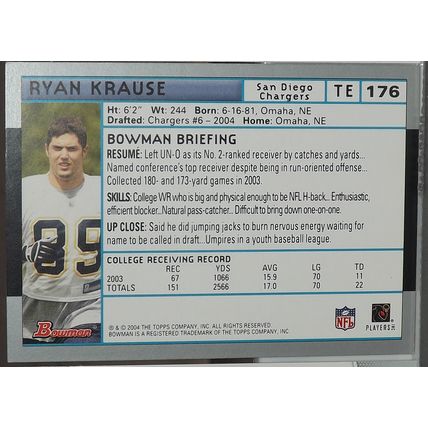 RYAN KRAUSE
San Diego
Chargers
TE
176
Ht: 6'2" Wt: 244 Born: 6-16-81, Omaha, NE
Drafted: Chargers #6 – 2004 Home: Omaha, NE
BOWMAN BRIEFING
RESUMÉ: Left UN-O as its No. 2-ranked receiver by catches and yards...
Named conference's top receiver despite being in run-oriented offense...
Collected 180- and 173-yard games in 2003.
SKILLS: College WR who is big and physical enough to be NFL H-back... Enthusiastic,
efficient blocker...Natural pass-catcher... Difficult to bring down one-on-one.
UP CLOSE: Said he did jumping jacks to burn nervous energy waiting for
name to be called in draft...Umpires in a youth baseball league.
COLLEGE RECEIVING RECORD
REC YDS AVG LG TD
2003 67 1066 15.9 70 11
TOTALS 151 2566 17.0 70 22
89
Bowman
® & © 2004 THE TOPPS COMPANY, INC. ALL RIGHTS RESERVED.
BOWMAN IS A REGISTERED TRADEMARK OF THE TOPPS COMPANY, INC.
NFL
PLAYERS INC